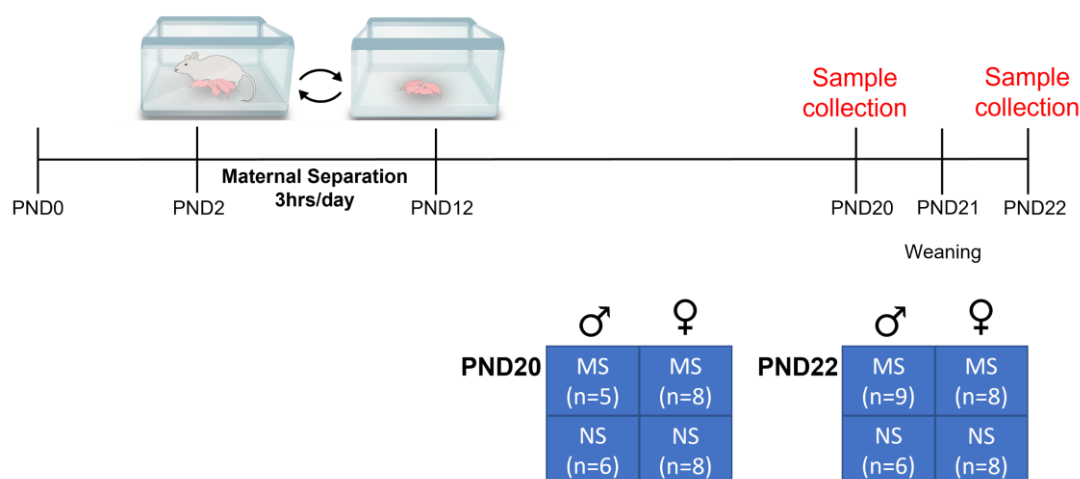 Sample
collection
Sample
collection
Maternal Separation
3hrs/day
PND0
PND2
PND12
PND20
PND21
PND22
Weaning
♂ ♀
♂ ♀
PND20
MS
(n=5)
MS
(n=8)
NS
(n=6)
NS
(n=8)
PND22
MS
(n=9)
MS
(n=8)
NS
(n=6)
NS
(n=8)